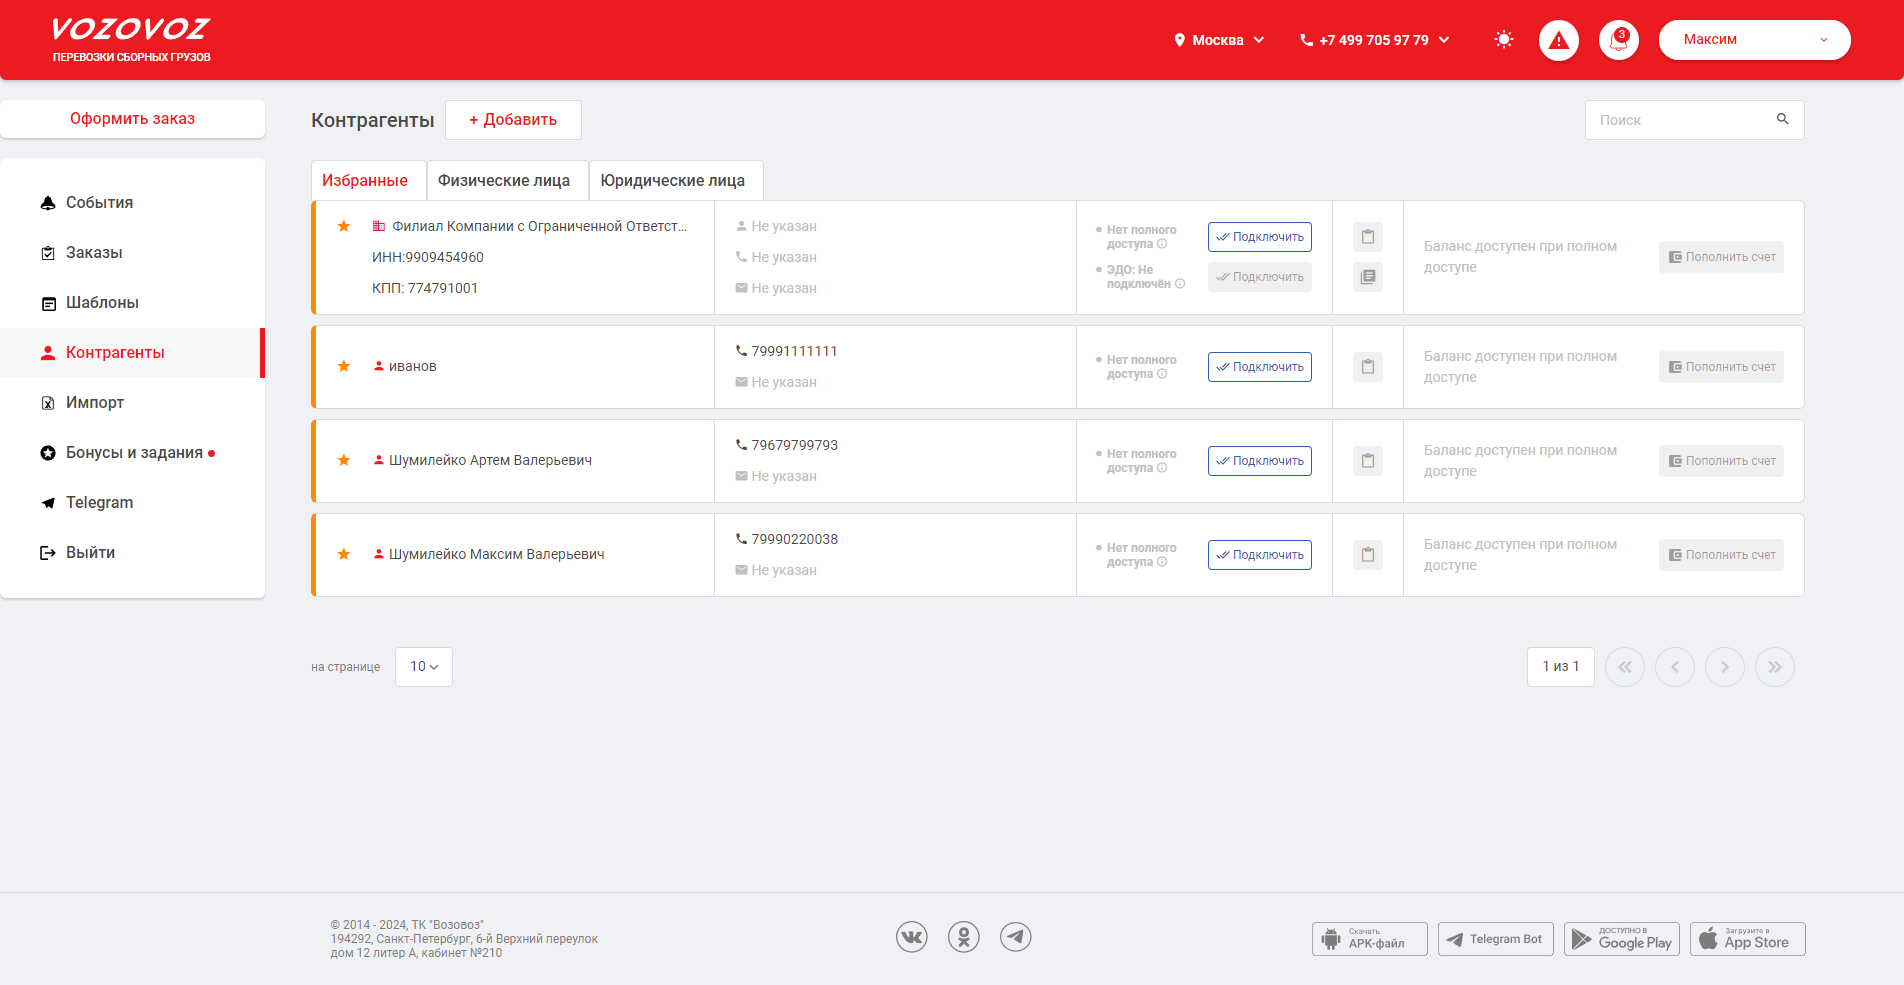 VOZOVOZ
ПЕРЕВОЗКИ СБОРНЫХ ГРУЗОВ
Москва
+7 499 705 97 79
3
Максим
Оформить заказ
События
Заказы
Шаблоны
Контрагенты
Импорт
Бонусы и задания
Telegram
Выйти
Контрагенты
+ Добавить
Поиск
Избранные
Физические лица
Юридические лица
Филиал Компании с Ограниченной Ответст...
ИНН:9909454960
КПП: 774791001
Не указан
Не указан
Не указан
Нет полного
доступа
Подключить
ЭДО: Не
подключён
Подключить
Баланс доступен при полном
доступе
Пополнить счет
иванов
79991111111
Не указан
Нет полного
доступа
Подключить
Баланс доступен при полном
доступе
Пополнить счет
Шумилейко Артем Валерьевич
79679799793
Не указан
Нет полного
доступа
Подключить
Баланс доступен при полном
доступе
Пополнить счет
Шумилейко Максим Валерьевич
79990220038
Не указан
Нет полного
доступа
Подключить
Баланс доступен при полном
доступе
Пополнить счет
на странице
10
1 из 1
© 2014 - 2024, ТК "Возовоз"
194292, Санкт-Петербург, 6-й Верхний переулок
дом 12 литер А, кабинет №210
Скачать
APK-файл
Telegram Bot
ДОСТУПНО В
Google Play
Загрузите в
App Store